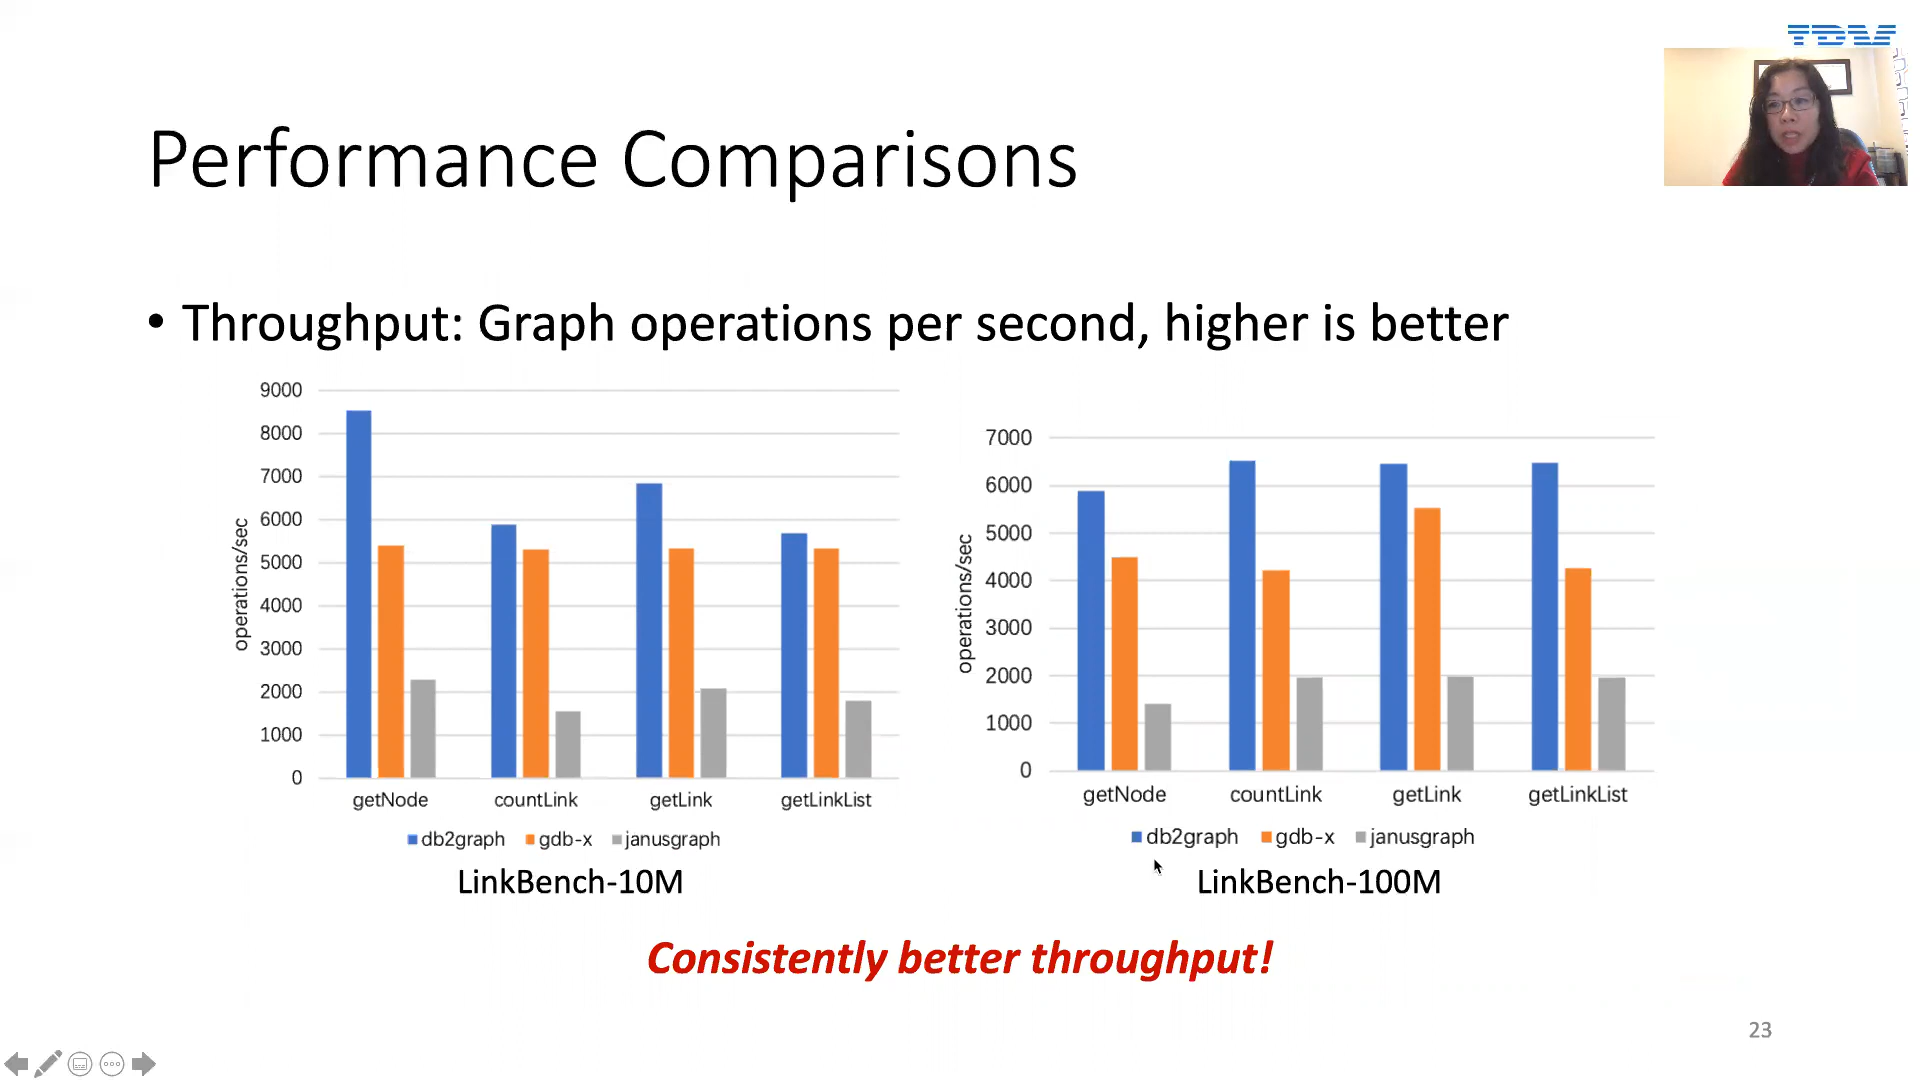 IBM
Performance Comparisons
• Throughput: Graph operations per second, higher is better
9000
8000
7000
6000
5000
4000
3000
2000
1000
0
operations/sec
getNode countLink getLink getLinkList
db2graph gdb-x janusgraph
LinkBench-10M
7000
6000
5000
4000
3000
2000
1000
0
operations/sec
getNode countLink getLink getLinkList
db2graph gdb-x janusgraph
LinkBench-100M
Consistently better throughput!
23